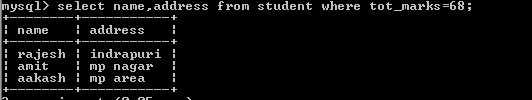 mysql> select name,address from student where tot_marks=68;
+--------+-----------+
| name | address |
+--------+-----------+
| rajesh | indrapuri |
| amit | mp nagar |
| aakash | mp area |
+--------+-----------+